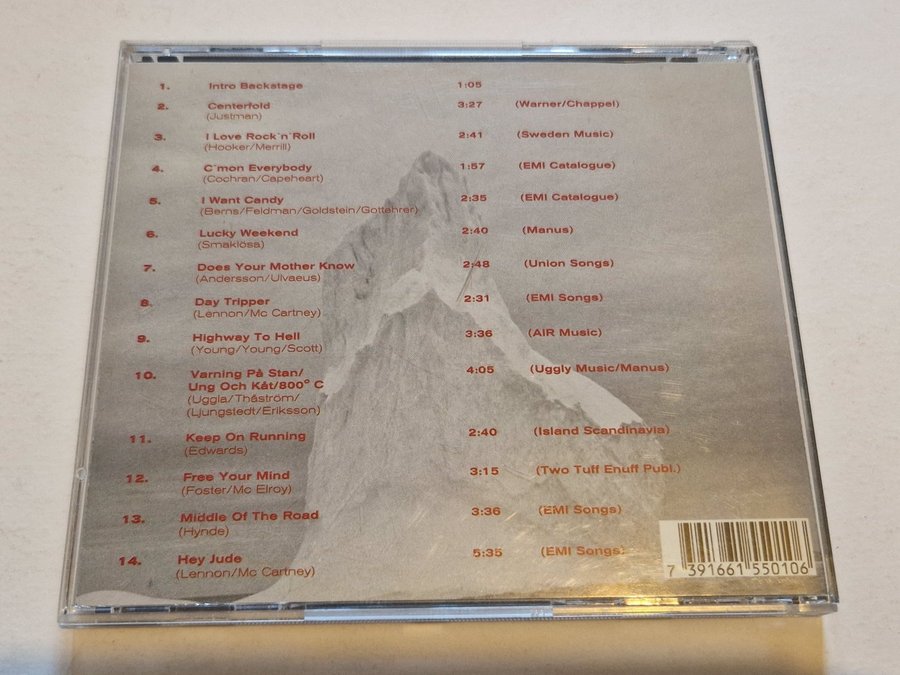 1. Intro Backstage 1:05
2. Centerfold 3:27 (Warner/Chappel)
(Justman)
3. I Love Rock`n`Roll 2:41 (Sweden Music)
(Hooker/Merrill)
4. C`mon Everybody 1:57 (EMI Catalogue)
(Cochran/Capeheart)
5. I Want Candy 2:35 (EMI Catalogue)
(Berns/Feldman/Goldstein/Gottehrer)
6. Lucky Weekend 2:40 (Manus)
(Smaklösa)
7. Does Your Mother Know 2:48 (Union Songs)
(Andersson/Ulvaeus)
8. Day Tripper 2:31 (EMI Songs)
(Lennon/Mc Cartney)
9. Highway To Hell 3:36 (AIR Music)
(Young/Young/Scott)
10. Varning På Stan/ 4:05 (Uggly Music/Manus)
Ung Och Kåt/800° C
(Uggla/Thåström/
(Ljungstedt/Eriksson)
11. Keep On Running 2:40 (Island Scandinavia)
(Edwards)
12. Free Your Mind 3:15 (Two Tuff Enuff Publ.)
(Foster/Mc Elroy)
13. Middle Of The Road 3:36 (EMI Songs)
(Hynde)
14. Hey Jude 5:35 (EMI Songs)
(Lennon/Mc Cartney)
7 391661 550106